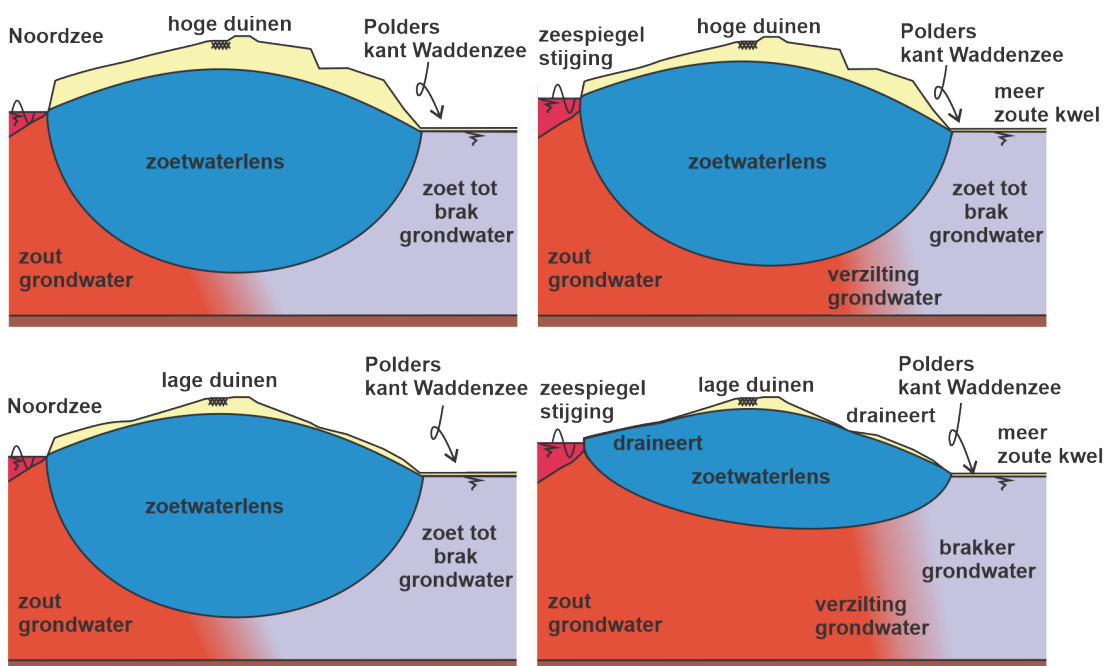 Noordzee
hoge duinen
Polders
kant Waddenzee
zoetwaterlens
zoet tot
brak
grondwater
zout
grondwater
zeespiegel
stijging
hoge duinen
Polders
kant Waddenzee
meer
zoute kwel
zoetwaterlens
zoet tot
brak
grondwater
zout
grondwater
verzilting
grondwater
Noordzee
lage duinen
Polders
kant Waddenzee
zoetwaterlens
zoet tot
brak
grondwater
zout
grondwater
zeespiegel
stijging
lage duinen
Polders
kant Waddenzee
draineert
draineert
meer
zoute kwel
zoetwaterlens
brakker
grondwater
zout
grondwater
verzilting
grondwater